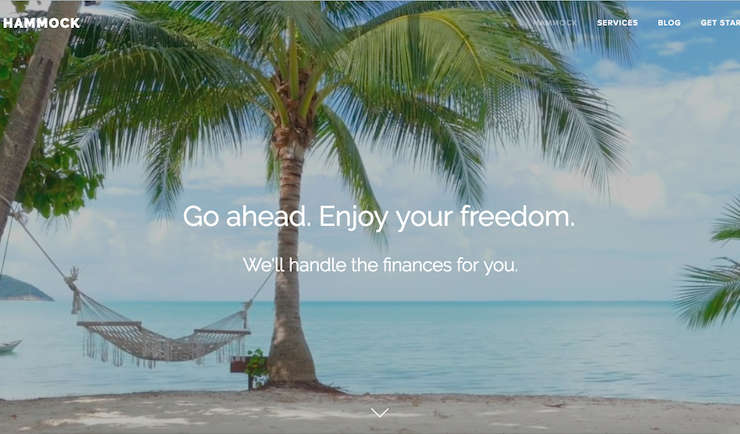 HAMMOCK
HAMMOCK SERVICES BLOG GET STAR
Go ahead. Enjoy your freedom.
We'll handle the finances for you.